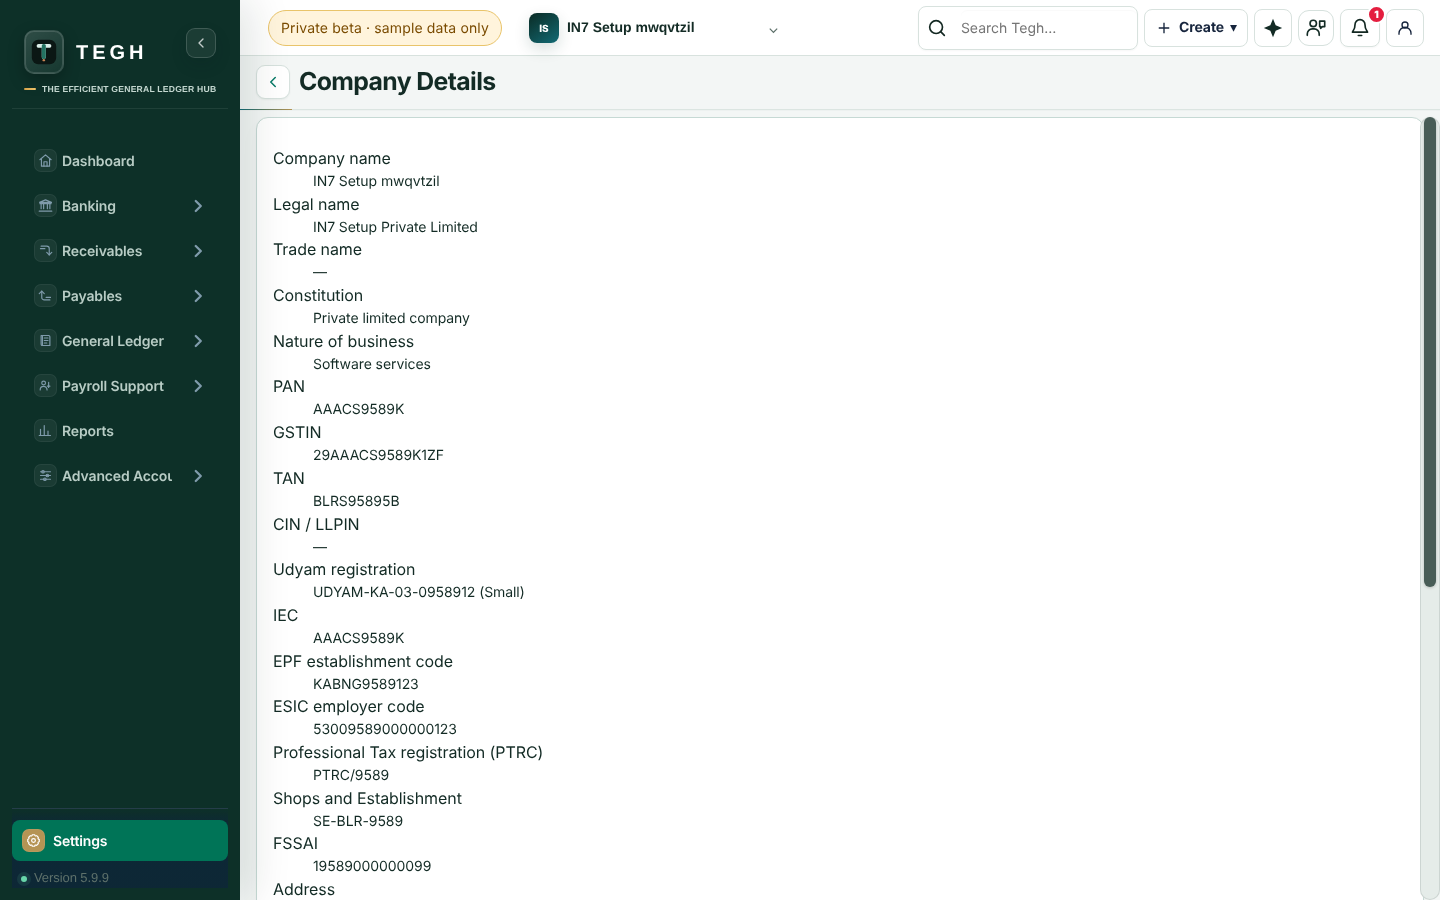 TEGH
THE EFFICIENT GENERAL LEDGER HUB
Dashboard
Banking
Receivables
Payables
General Ledger
Payroll Support
Reports
Advanced Accou
Settings
Version 5.9.9
Private beta · sample data only
IS
IN7 Setup mwqvtzil
Search Tegh...
Create
1
Company Details
Company name
IN7 Setup mwqvtzil
Legal name
IN7 Setup Private Limited
Trade name
—
Constitution
Private limited company
Nature of business
Software services
PAN
AAACS9589K
GSTIN
29AAACS9589K1ZF
TAN
BLRS95895B
CIN / LLPIN
—
Udyam registration
UDYAM-KA-03-0958912 (Small)
IEC
AAACS9589K
EPF establishment code
KABNG9589123
ESIC employer code
53009589000000123
Professional Tax registration (PTRC)
PTRC/9589
Shops and Establishment
SE-BLR-9589
FSSAI
19589000000099
Address